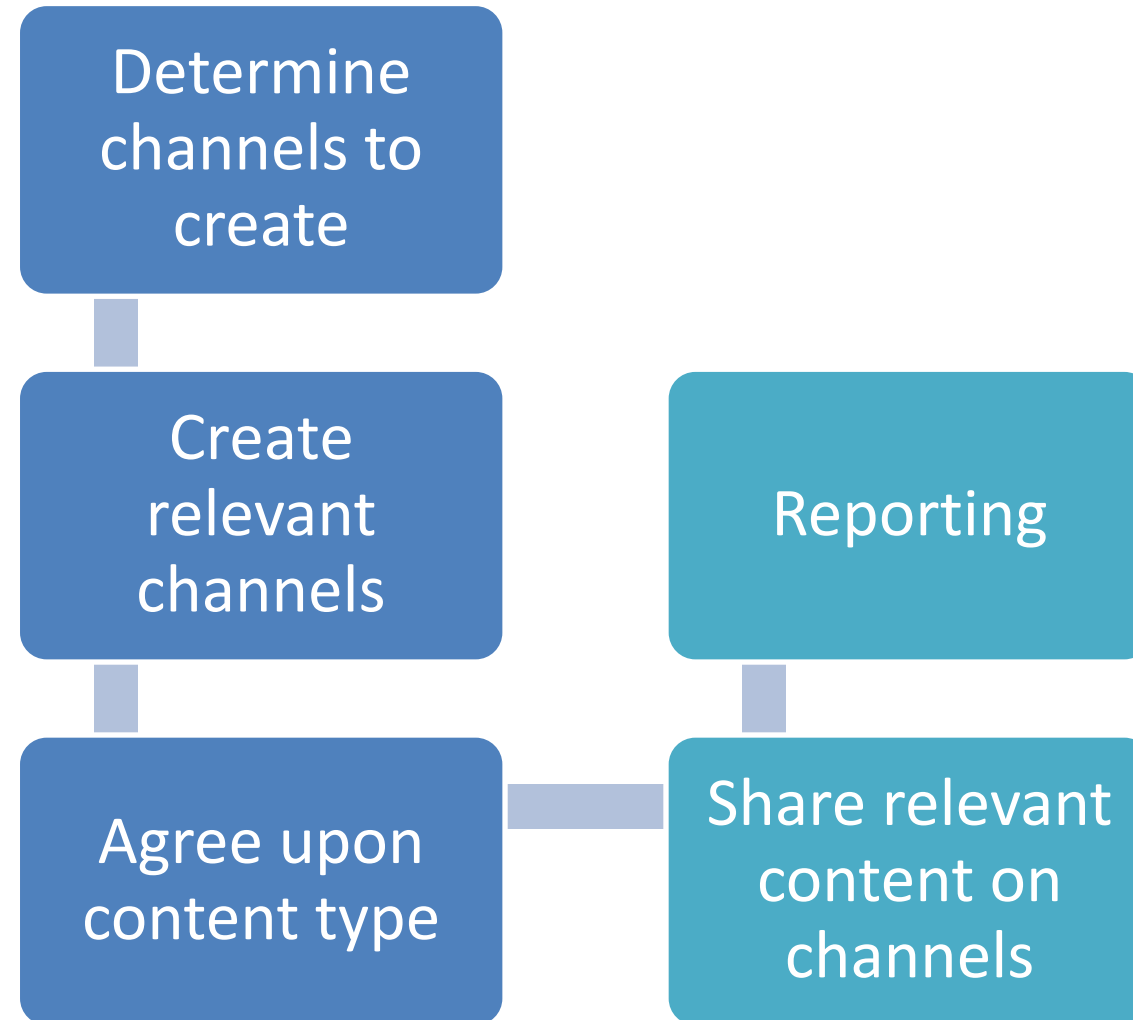 Determine
channels to
create
Create
relevant
channels
Agree upon
content type
Share relevant
content on
channels
Reporting